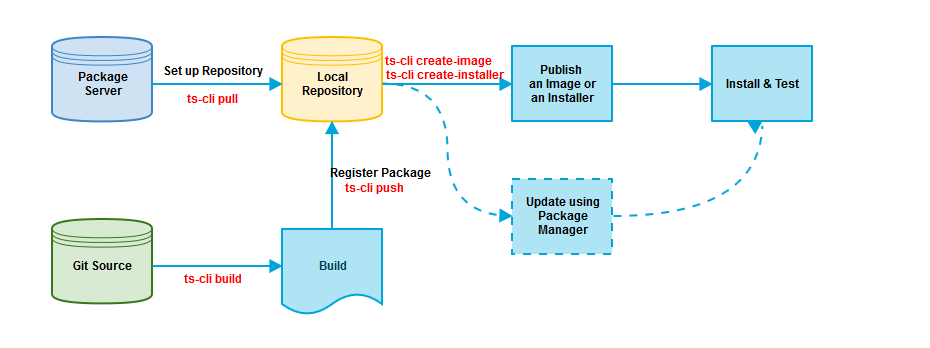 Package
Server
Set up Repository
ts-cli pull
Local
Repository
ts-cli create-image
ts-cli create-installer
Publish
an Image or
an Installer
Install & Test
Register Package
ts-cli push
Update using
Package
Manager
Git Source
ts-cli build
Build